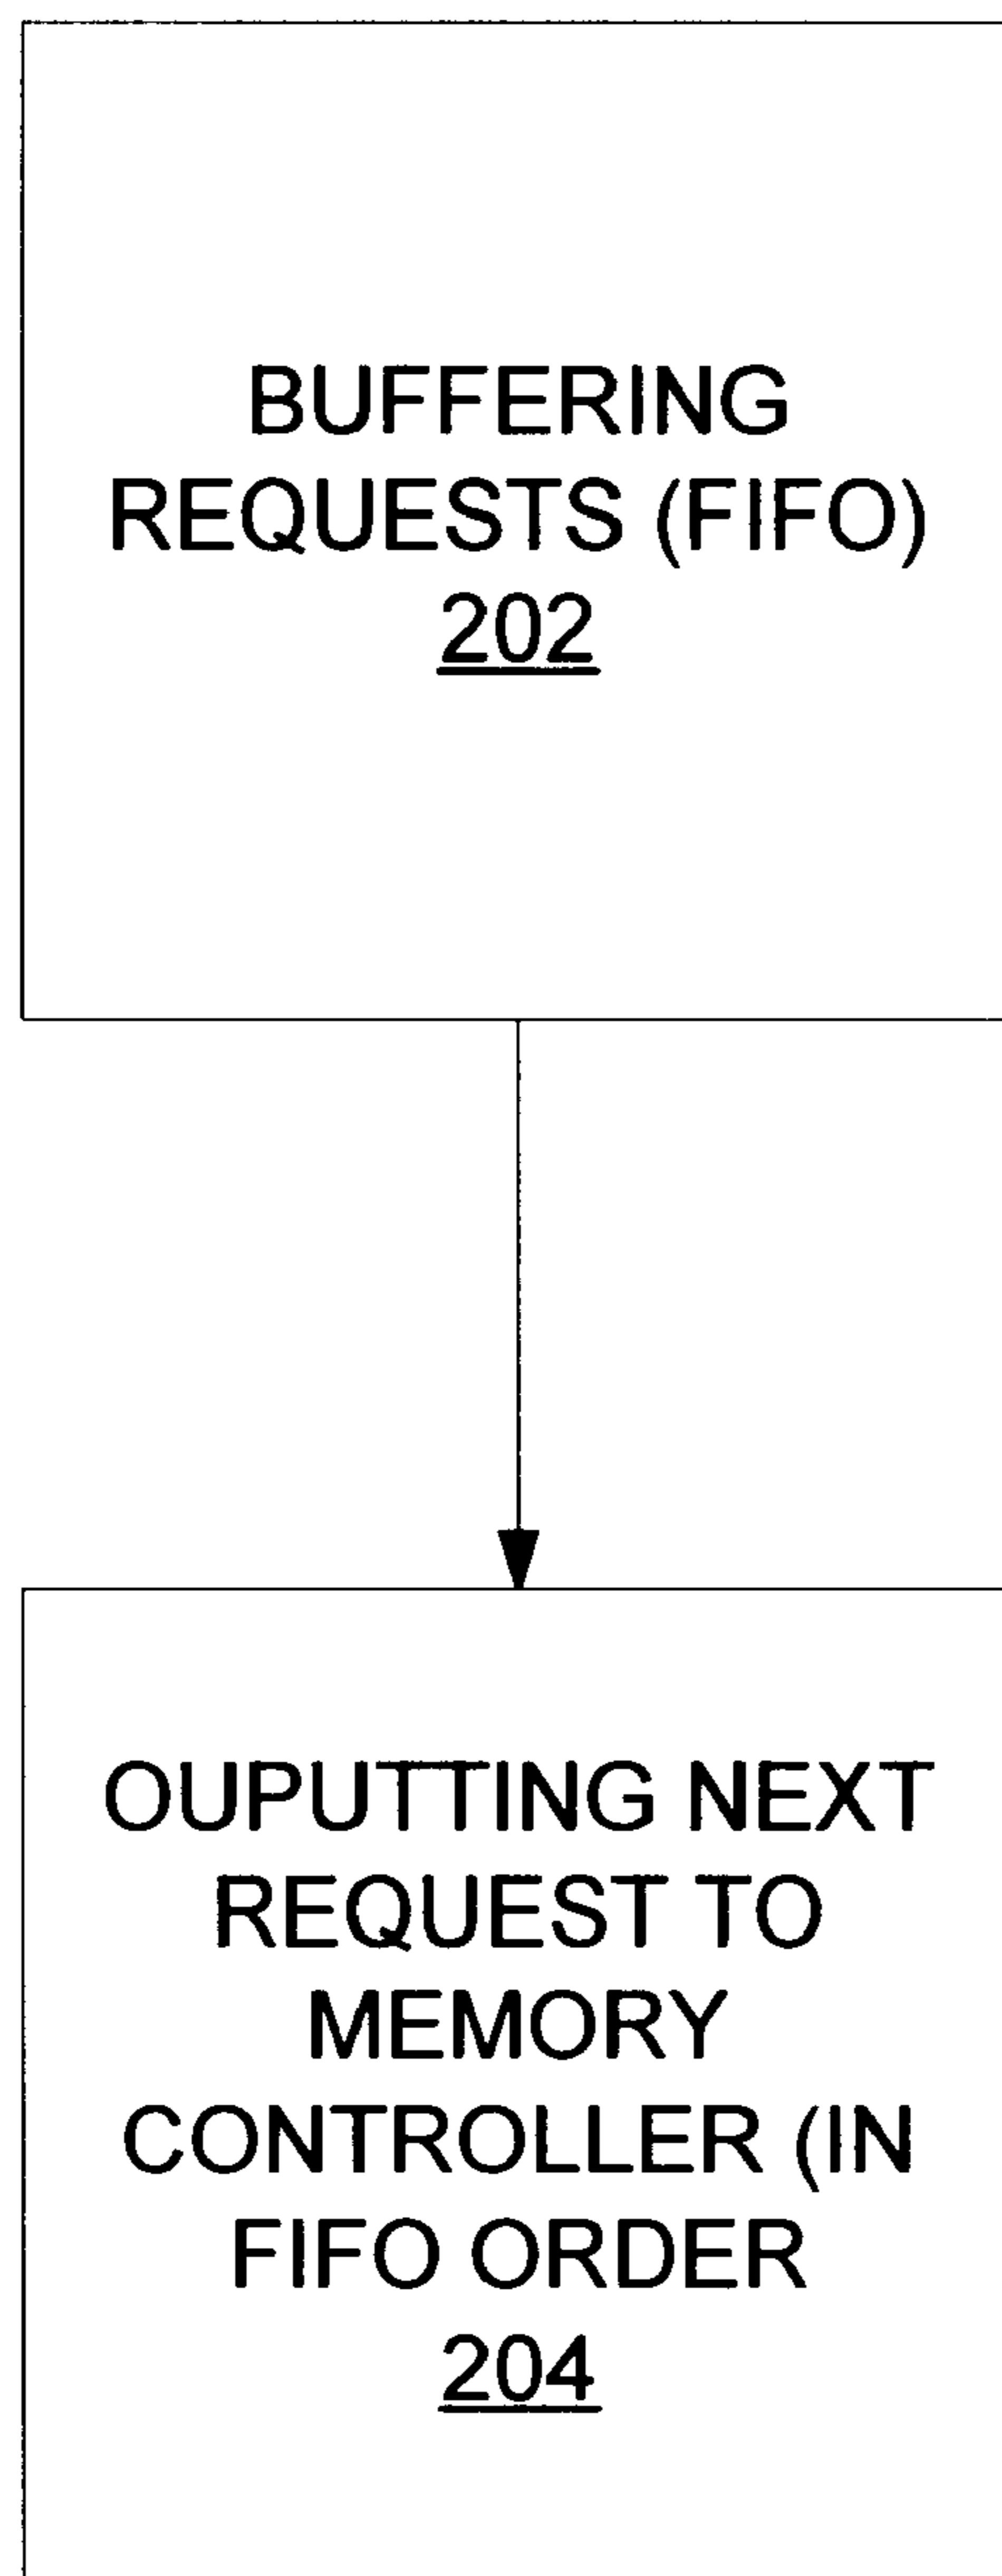 BUFFERING
REQUESTS (FIFO)
202
OUPUTTING NEXT
REQUEST TO
MEMORY
CONTROLLER (IN
FIFO ORDER
204